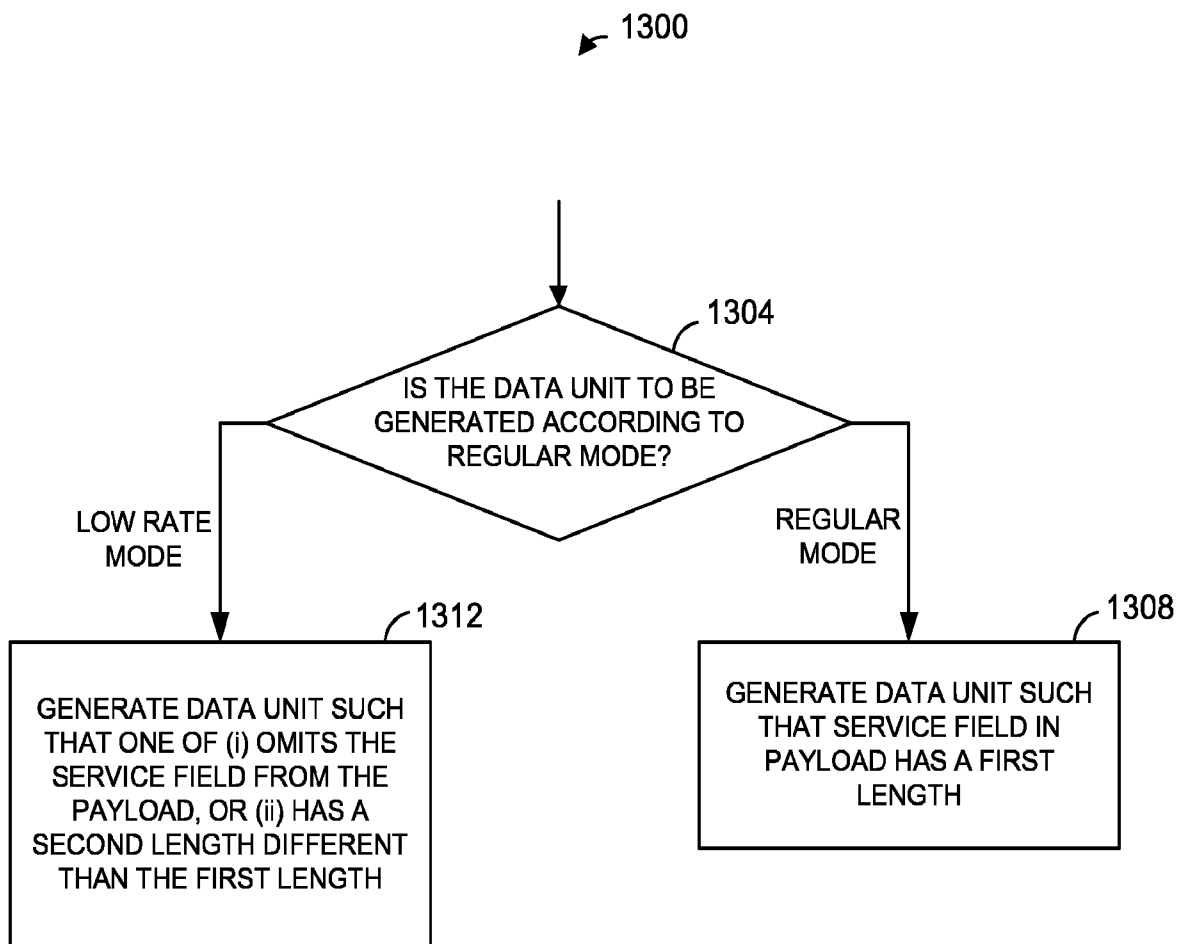 1300
1304
IS THE DATA UNIT TO BE
GENERATED ACCORDING TO
REGULAR MODE?
LOW RATE
MODE
REGULAR
MODE
1312
GENERATE DATA UNIT SUCH
THAT ONE OF (i) OMITS THE
SERVICE FIELD FROM THE
PAYLOAD, OR (ii) HAS A
SECOND LENGTH DIFFERENT
THAN THE FIRST LENGTH
1308
GENERATE DATA UNIT SUCH
THAT SERVICE FIELD IN
PAYLOAD HAS A FIRST
LENGTH